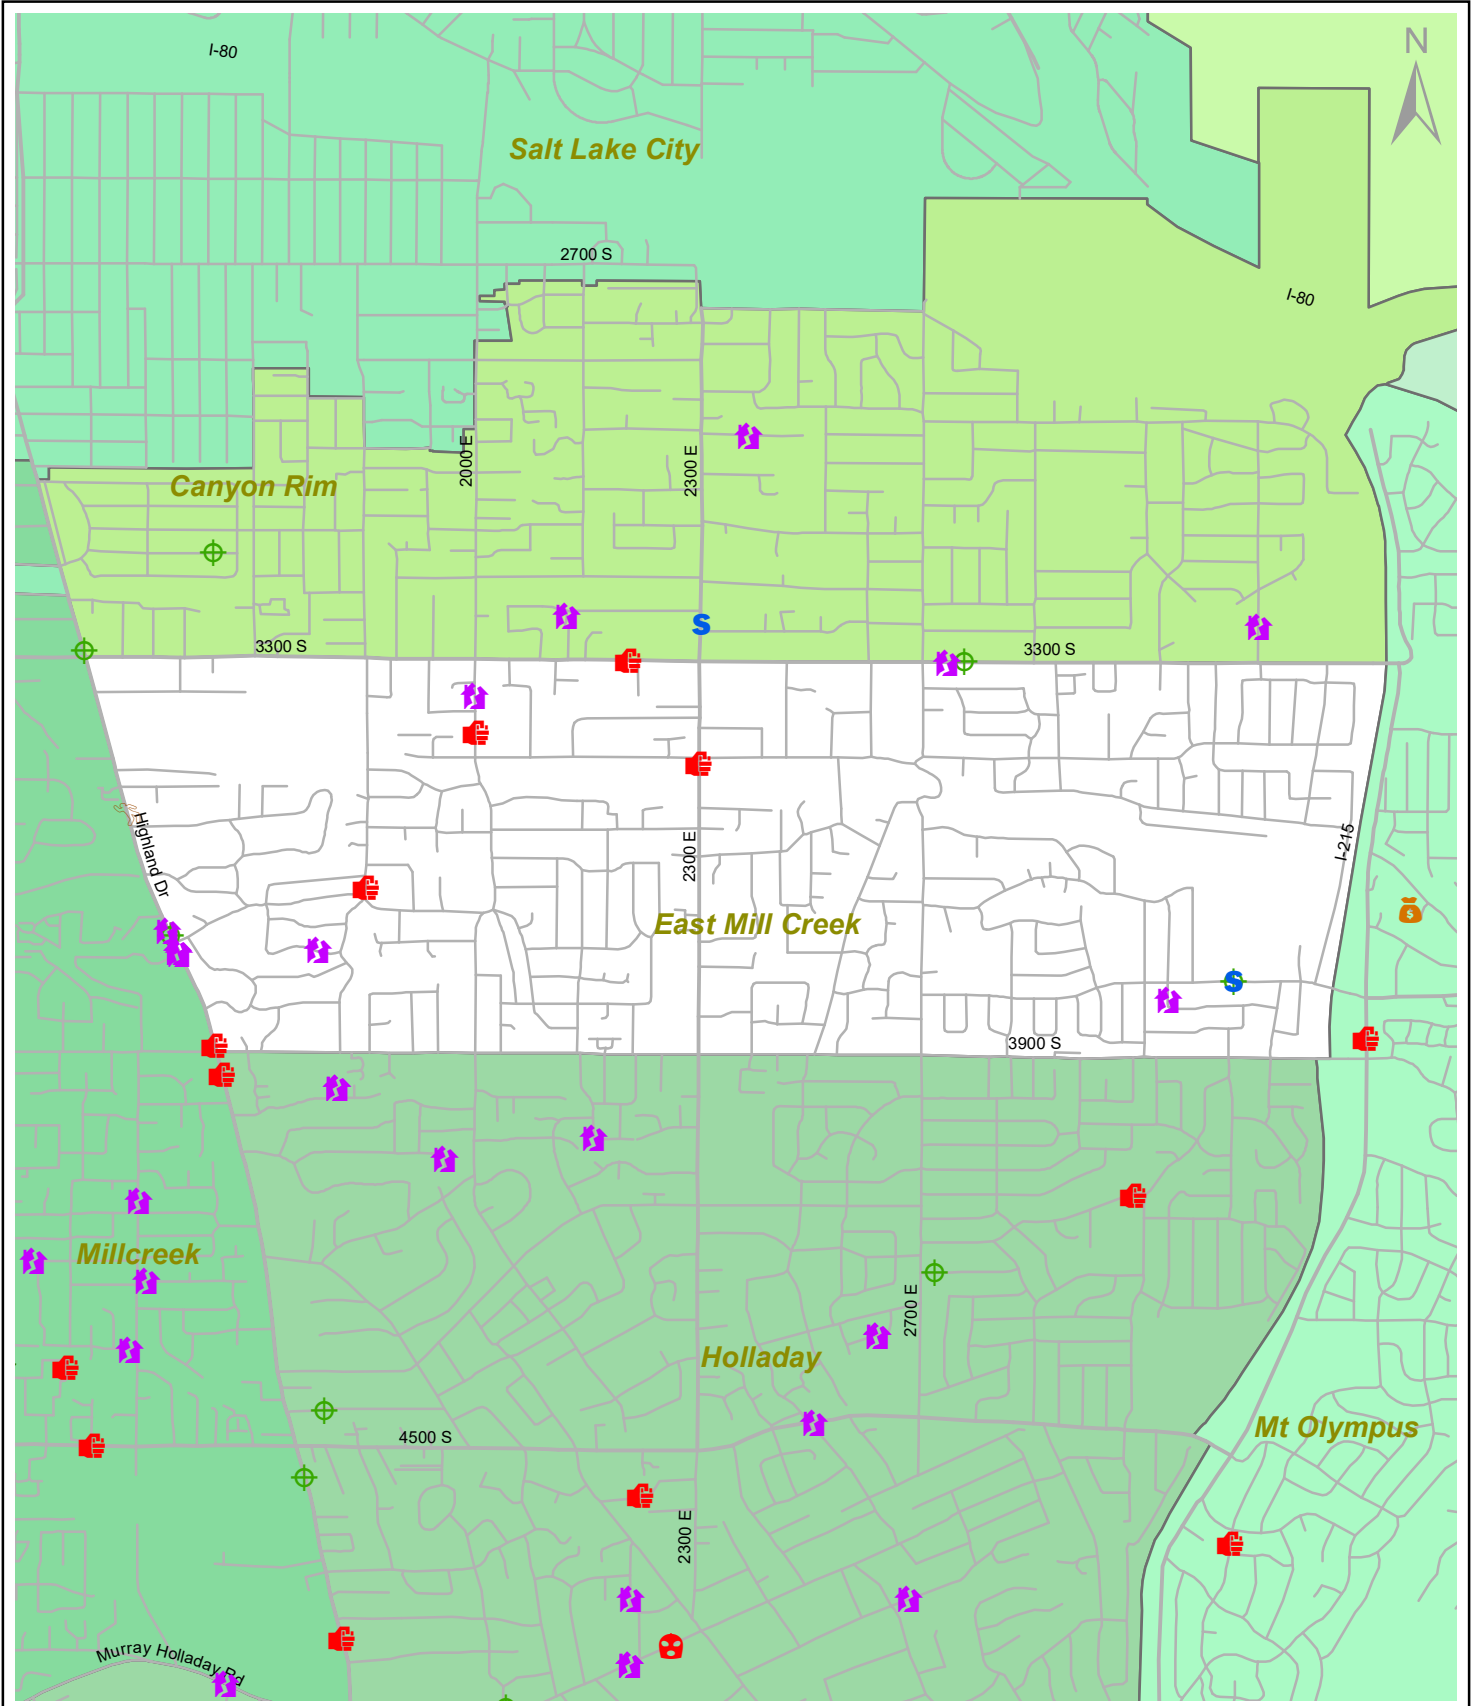 I-80
N
Salt Lake City
2700 S
I-80
2000 E
2300 E
Canyon Rim
3300 S
3300 S
S
Highland Dr
2300 E
I-215
East Mill Creek
$
S
3900 S
Millcreek
2700 E
Holladay
4500 S
Mt Olympus
2300 E
Murray Holladay Rd